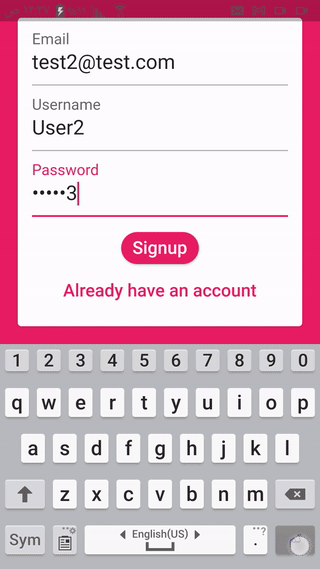 Email
test2@test.com
Username
User2
Password
•••••3
Signup
Already have an account
1 2 3 4 5 6 7 8 9 0
q w e r t y u i o p
a s d f g h j k l
z x c v b n m
Sym English(US) . ?